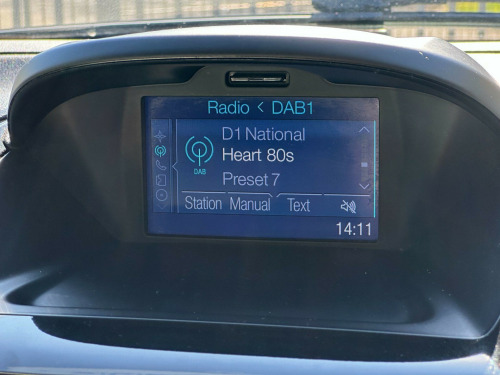 Radio < DAB1
D1 National
Heart 80s
DAB
Preset 7
Station Manual Text
14:11